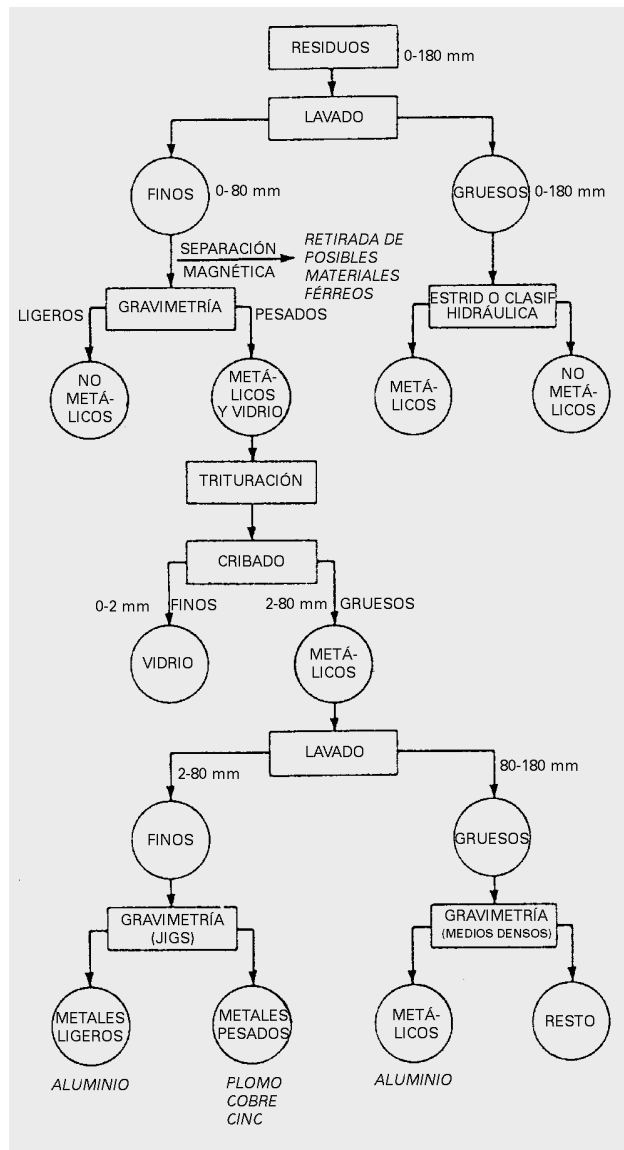 RESIDUOS
0-180 mm
LAVADO
FINOS
0-80 mm
GRUESOS
0-180 mm
SEPARACIÓN
MAGNÉTICA
RETIRADA DE
POSIBLES
MATERIALES
FÉRREOS
LIGEROS
GRAVIMETRÍA
PESADOS
ESTRID O CLASIF
HIDRÁULICA
NO
METÁ-
LICOS
METÁ-
LICOS
Y VIDRIO
METÁ-
LICOS
NO
METÁ-
LICOS
TRITURACIÓN
CRIBADO
0-2 mm
FINOS
2-80 mm
GRUESOS
VIDRIO
METÁ-
LICOS
LAVADO
2-80 mm
80-180 mm
FINOS
GRUESOS
GRAVIMETRÍA
(JIGS)
GRAVIMETRÍA
(MEDIOS DENSOS)
METALES
LIGEROS
METALES
PESADOS
METÁ-
LICOS
RESTO
ALUMINIO
PLOMO
COBRE
CINC
ALUMINIO